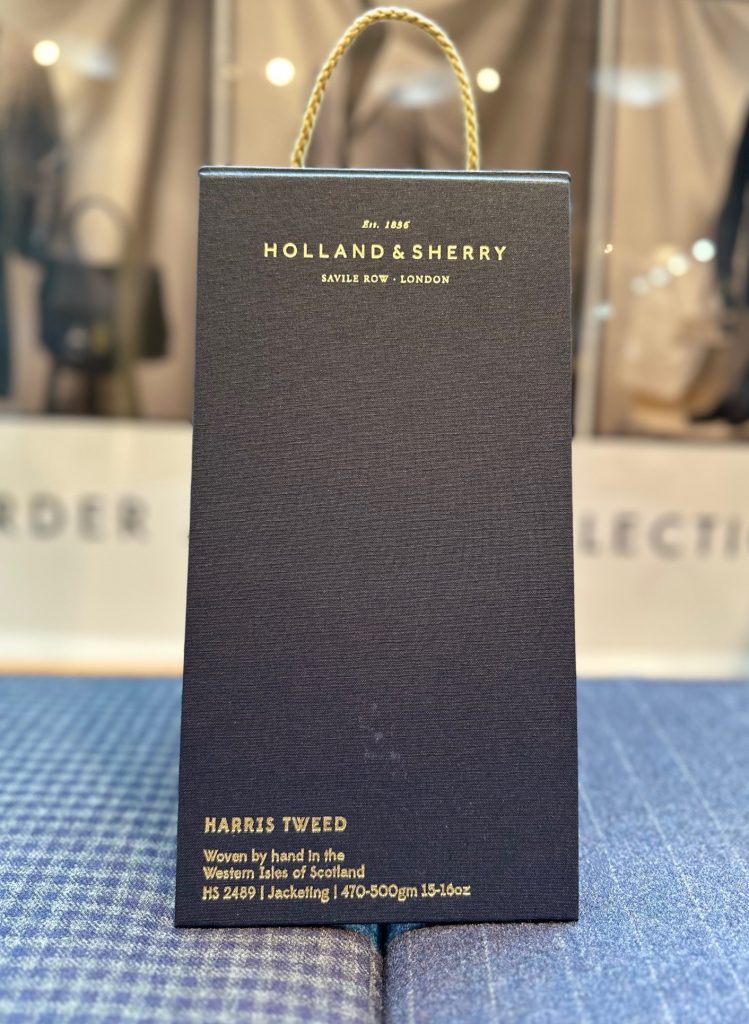 Est. 1836
HOLLAND & SHERRY
SAVILE ROW · LONDON
RDER
LECTI
HARRIS TWEED
Woven by hand in the
Western Isles of Scotland
HS 2489 | Jacketing | 470-500gm 15-16oz